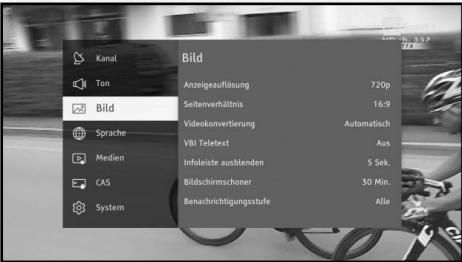 Kanal
Ton
Bild
Sprache
Medien
CAS
System
Bild
Anzeigeauflösung 720p
Seitenverhältnis 16:9
Videokonvertierung Automatisch
VBI Teletext Aus
Infoleiste ausblenden 5 Sek.
Bildschirmschoner 30 Min.
Benachrichtigungsstufe Alle